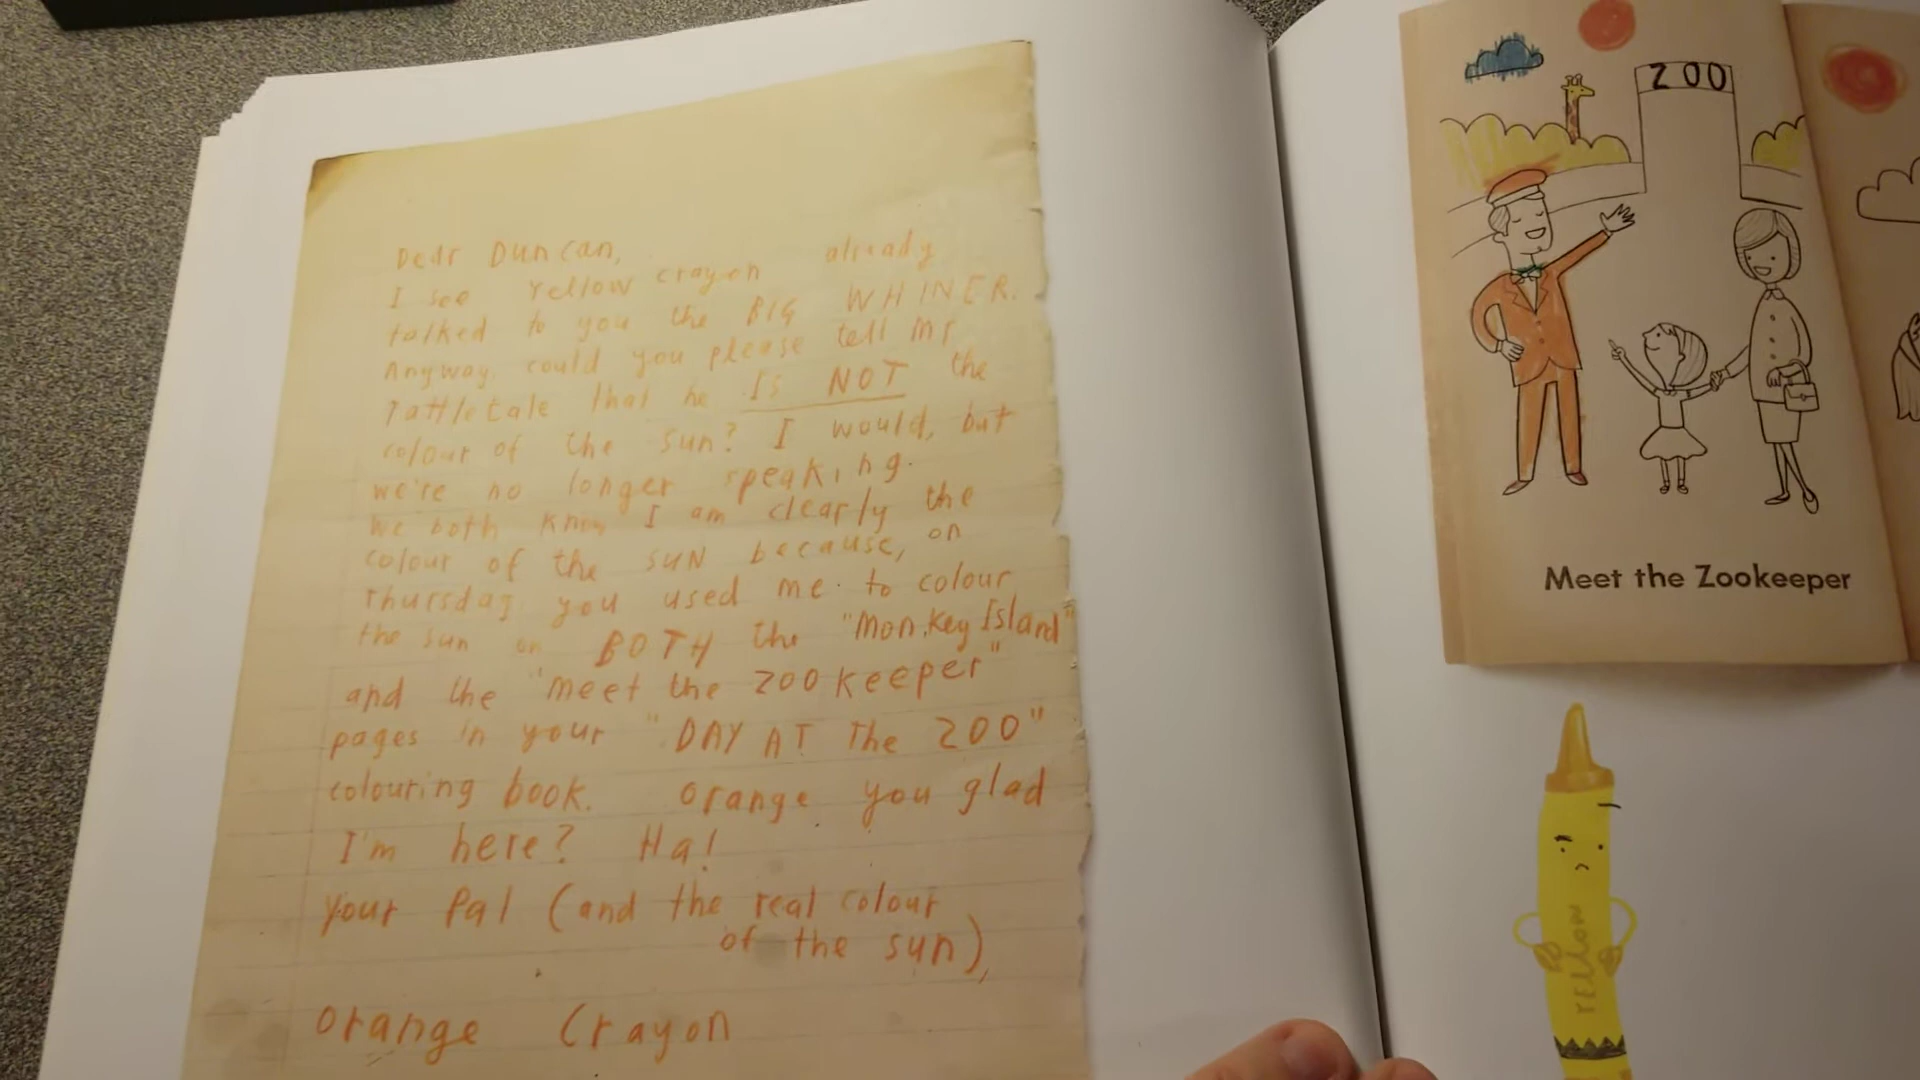 Dear Duncan,
I see Yellow crayon already
talked to you the BIG WHINER.
Anyway, could you please tell Mr
Tattletale that he Is NOT the
colour of the sun? I would, but
we're no longer speaking.
We both know I am clearly the
colour of the sun because, on
Thursday you used me to colour
the sun on BOTH the "Monkey Island"
and the "meet the Zookeeper"
pages in your "DAY AT The ZOO"
colouring book. Orange you glad
I'm here? Ha!
Your Pal (and the real colour
of the sun),
Orange Crayon
ZOO
Meet the Zookeeper
YELLOW